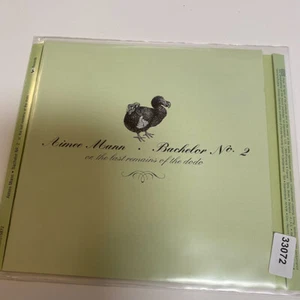 Aimee Mann · Bachelor No. 2
or the last remains of the dodo
33072